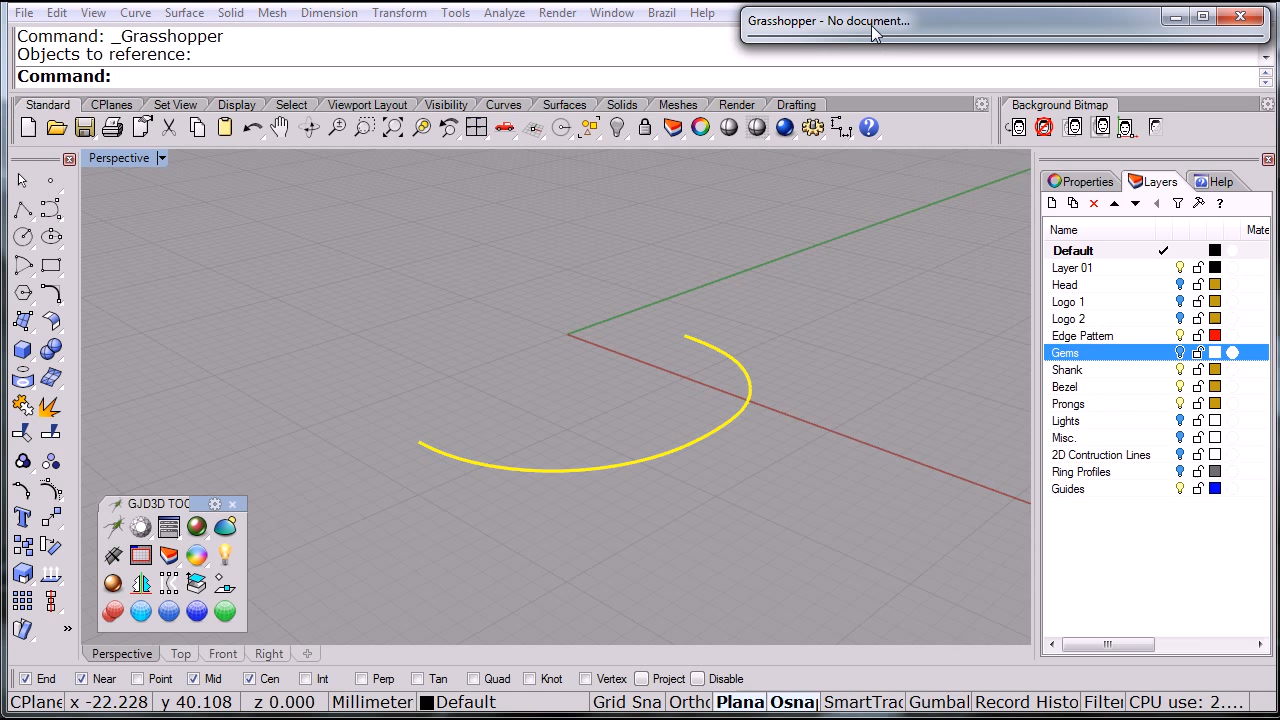 File Edit View Curve Surface Solid Mesh Dimension Transform Tools Analyze Render Window Brazil Help
Grasshopper - No document...
Command: _Grasshopper
Objects to reference:
Command:
Standard CPlanes Set View Display Select Viewport Layout Visibility Curves Surfaces Solids Meshes Render Drafting
Background Bitmap
Perspective
Properties Layers Help
Name Mate
Default
Layer 01
Head
Logo 1
Logo 2
Edge Pattern
Gems
Shank
Bezel
Prongs
Lights
Misc.
2D Contruction Lines
Ring Profiles
Guides
GJD3D TOO
Perspective Top Front Right
End Near Point Mid Cen Int Perp Tan Quad Knot Vertex Project Disable
CPlane x -22.228 y 40.108 z 0.000 Millimeter Default Grid Sna Ortho Plana Osnap SmartTrac Gumbal Record Histo Filter CPU use: 2....